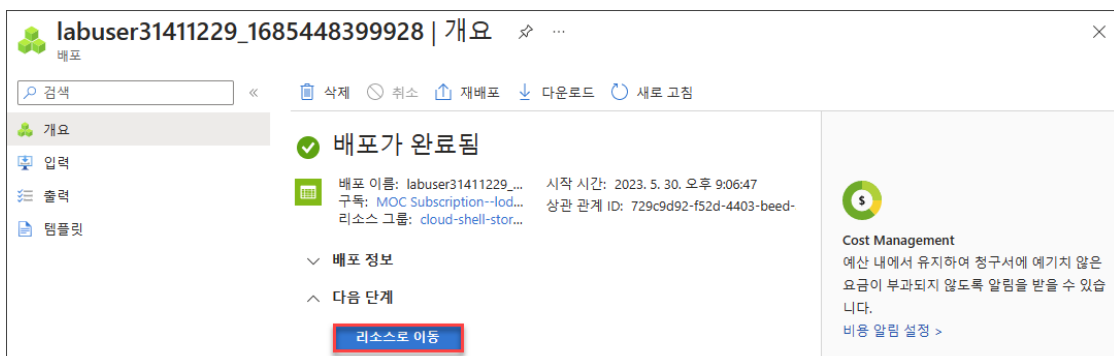 labuser31411229_1685448399928 | 개요
배포
검색
개요
입력
출력
템플릿
삭제 취소 재배포 다운로드 새로 고침
배포가 완료됨
배포 이름: labuser31411229_... 시작 시간: 2023. 5. 30. 오후 9:06:47
구독: MOC Subscription--lod... 상관 관계 ID: 729c9d92-f52d-4403-beed-
리소스 그룹: cloud-shell-stor...
배포 정보
다음 단계
리소스로 이동
Cost Management
예산 내에서 유지하여 청구서에 예기치 않은
요금이 부과되지 않도록 알림을 받을 수 있습
니다.
비용 알림 설정 >